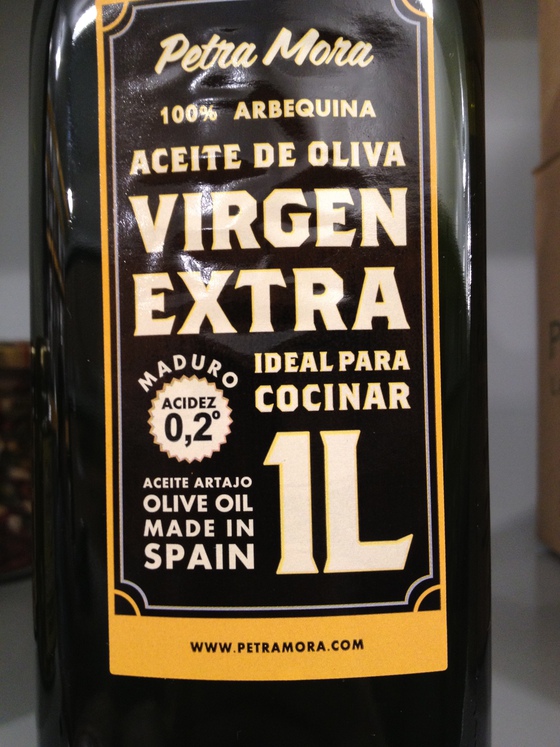 Petra Mora
100% ARBEQUINA
ACEITE DE OLIVA
VIRGEN
EXTRA
MADURO
ACIDEZ
0,2°
IDEAL PARA
COCINAR
1L
ACEITE ARTAJO
OLIVE OIL
MADE IN
SPAIN
WWW.PETRAMORA.COM